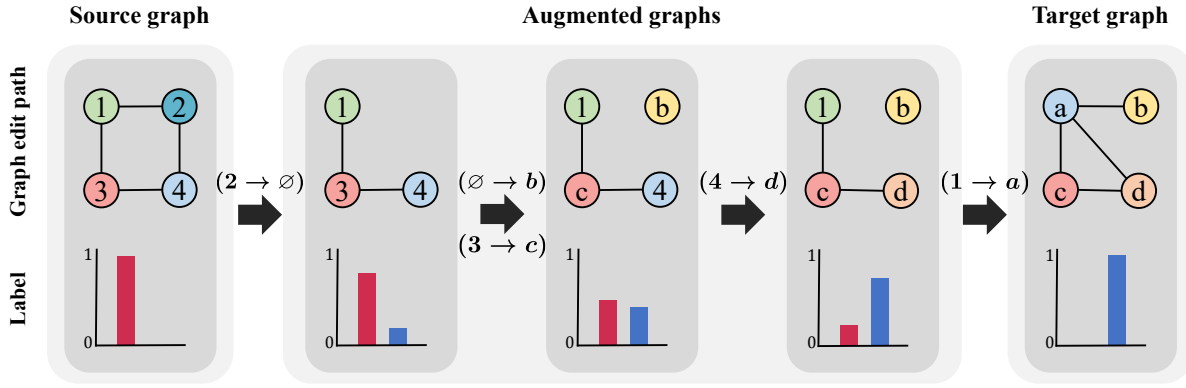 Source graph
Augmented graphs
Target graph
Graph edit path
1 2
3 4
(2 → ∅)
1
3 4
(∅ → b)
(3 → c)
1 b
c 4
(4 → d)
1 b
c d
(1 → a)
a b
c d
Label
1
0
1
0
1
0
1
0
1
0